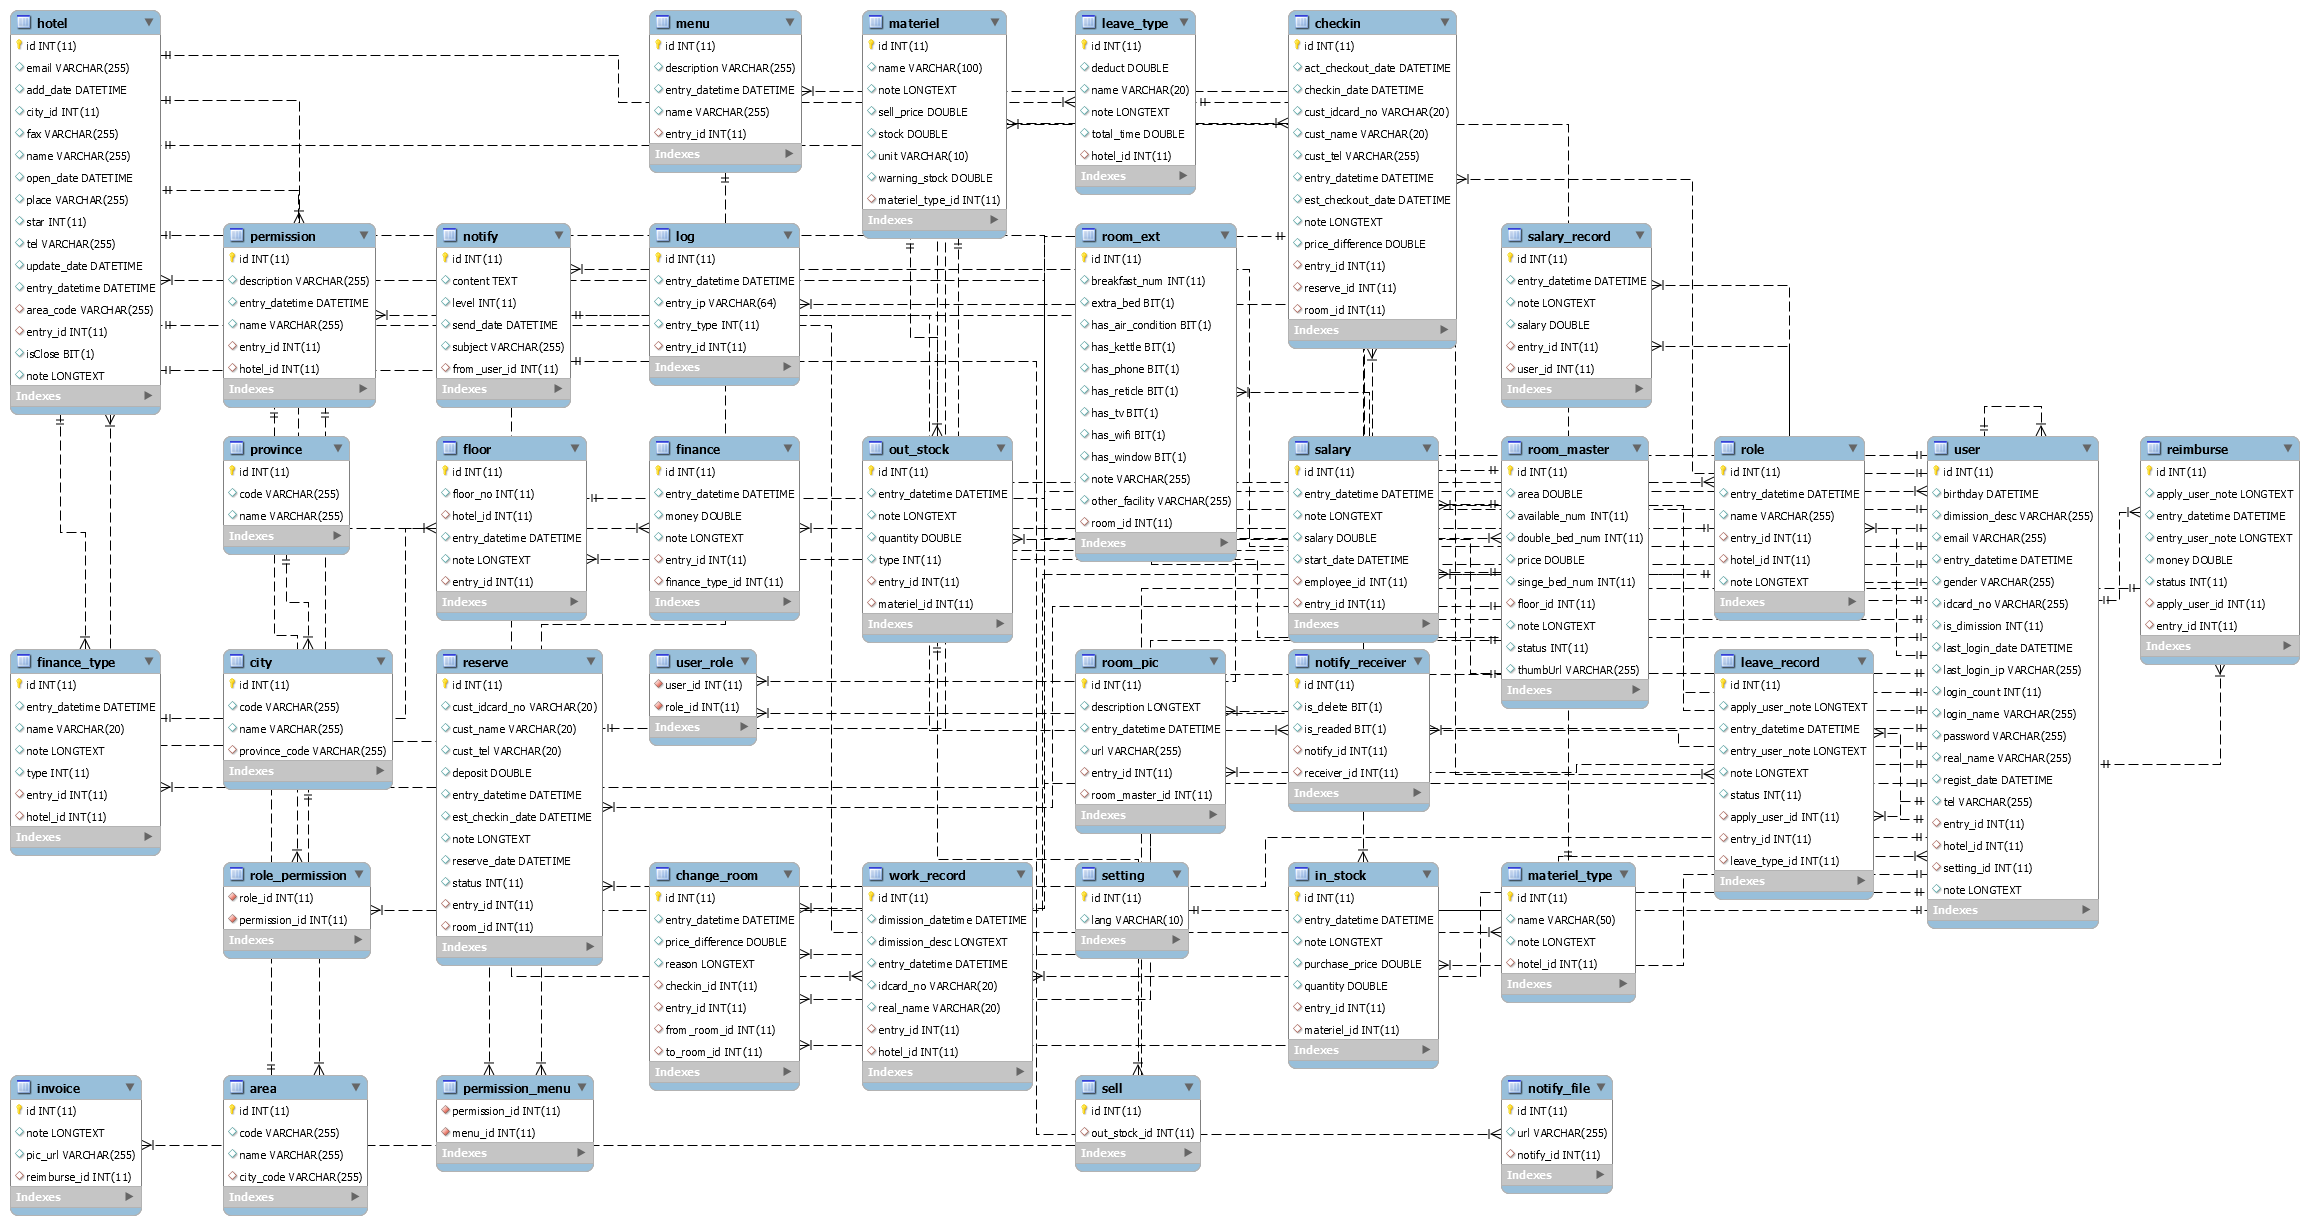 hotel
id INT(11)
email VARCHAR(255)
add_date DATETIME
city_id INT(11)
fax VARCHAR(255)
name VARCHAR(255)
open_date DATETIME
place VARCHAR(255)
star INT(11)
tel VARCHAR(255)
update_date DATETIME
entry_datetime DATETIME
area_code VARCHAR(255)
entry_id INT(11)
isClose BIT(1)
note LONGTEXT
Indexes
menu
id INT(11)
description VARCHAR(255)
entry_datetime DATETIME
name VARCHAR(255)
entry_id INT(11)
Indexes
materiel
id INT(11)
name VARCHAR(100)
note LONGTEXT
sell_price DOUBLE
stock DOUBLE
unit VARCHAR(10)
warning_stock DOUBLE
materiel_type_id INT(11)
Indexes
leave_type
id INT(11)
deduct DOUBLE
name VARCHAR(20)
note LONGTEXT
total_time DOUBLE
hotel_id INT(11)
Indexes
checkin
id INT(11)
act_checkout_date DATETIME
checkin_date DATETIME
cust_idcard_no VARCHAR(20)
cust_name VARCHAR(20)
cust_tel VARCHAR(255)
entry_datetime DATETIME
est_checkout_date DATETIME
note LONGTEXT
price_difference DOUBLE
entry_id INT(11)
reserve_id INT(11)
room_id INT(11)
Indexes
permission
id INT(11)
description VARCHAR(255)
entry_datetime DATETIME
name VARCHAR(255)
entry_id INT(11)
hotel_id INT(11)
Indexes
notify
id INT(11)
content TEXT
level INT(11)
send_date DATETIME
subject VARCHAR(255)
from_user_id INT(11)
Indexes
log
id INT(11)
entry_datetime DATETIME
entry_ip VARCHAR(64)
entry_type INT(11)
entry_id INT(11)
Indexes
room_ext
id INT(11)
breakfast_num INT(11)
extra_bed BIT(1)
has_air_condition BIT(1)
has_kettle BIT(1)
has_phone BIT(1)
has_reticle BIT(1)
has_tv BIT(1)
has_wifi BIT(1)
has_window BIT(1)
note VARCHAR(255)
other_facility VARCHAR(255)
room_id INT(11)
Indexes
salary_record
id INT(11)
entry_datetime DATETIME
note LONGTEXT
salary DOUBLE
entry_id INT(11)
user_id INT(11)
Indexes
province
id INT(11)
code VARCHAR(255)
name VARCHAR(255)
Indexes
floor
id INT(11)
floor_no INT(11)
hotel_id INT(11)
entry_datetime DATETIME
note LONGTEXT
entry_id INT(11)
Indexes
finance
id INT(11)
entry_datetime DATETIME
money DOUBLE
note LONGTEXT
entry_id INT(11)
finance_type_id INT(11)
Indexes
out_stock
id INT(11)
entry_datetime DATETIME
note LONGTEXT
quantity DOUBLE
type INT(11)
entry_id INT(11)
materiel_id INT(11)
Indexes
salary
id INT(11)
entry_datetime DATETIME
note LONGTEXT
salary DOUBLE
start_date DATETIME
employee_id INT(11)
entry_id INT(11)
Indexes
room_master
id INT(11)
area DOUBLE
available_num INT(11)
double_bed_num INT(11)
price DOUBLE
singe_bed_num INT(11)
floor_id INT(11)
note LONGTEXT
status INT(11)
thumbUrl VARCHAR(255)
Indexes
role
id INT(11)
entry_datetime DATETIME
name VARCHAR(255)
entry_id INT(11)
hotel_id INT(11)
note LONGTEXT
Indexes
user
id INT(11)
birthday DATETIME
dimission_desc VARCHAR(255)
email VARCHAR(255)
entry_datetime DATETIME
gender VARCHAR(255)
idcard_no VARCHAR(255)
is_dimission INT(11)
last_login_date DATETIME
last_login_ip VARCHAR(255)
login_count INT(11)
login_name VARCHAR(255)
password VARCHAR(255)
real_name VARCHAR(255)
regist_date DATETIME
tel VARCHAR(255)
entry_id INT(11)
hotel_id INT(11)
setting_id INT(11)
note LONGTEXT
Indexes
reimburse
id INT(11)
apply_user_note LONGTEXT
entry_datetime DATETIME
entry_user_note LONGTEXT
money DOUBLE
status INT(11)
apply_user_id INT(11)
entry_id INT(11)
Indexes
finance_type
id INT(11)
entry_datetime DATETIME
name VARCHAR(20)
note LONGTEXT
type INT(11)
entry_id INT(11)
hotel_id INT(11)
Indexes
city
id INT(11)
code VARCHAR(255)
name VARCHAR(255)
province_code VARCHAR(255)
Indexes
reserve
id INT(11)
cust_idcard_no VARCHAR(20)
cust_name VARCHAR(20)
cust_tel VARCHAR(20)
deposit DOUBLE
entry_datetime DATETIME
est_checkin_date DATETIME
note LONGTEXT
reserve_date DATETIME
status INT(11)
entry_id INT(11)
room_id INT(11)
Indexes
user_role
user_id INT(11)
role_id INT(11)
Indexes
room_pic
id INT(11)
description LONGTEXT
entry_datetime DATETIME
url VARCHAR(255)
entry_id INT(11)
room_master_id INT(11)
Indexes
notify_receiver
id INT(11)
is_delete BIT(1)
is_readed BIT(1)
notify_id INT(11)
receiver_id INT(11)
Indexes
leave_record
id INT(11)
apply_user_note LONGTEXT
entry_datetime DATETIME
entry_user_note LONGTEXT
note LONGTEXT
status INT(11)
apply_user_id INT(11)
entry_id INT(11)
leave_type_id INT(11)
Indexes
role_permission
role_id INT(11)
permission_id INT(11)
Indexes
change_room
id INT(11)
entry_datetime DATETIME
price_difference DOUBLE
reason LONGTEXT
checkin_id INT(11)
entry_id INT(11)
from_room_id INT(11)
to_room_id INT(11)
Indexes
work_record
id INT(11)
dimission_datetime DATETIME
dimission_desc LONGTEXT
entry_datetime DATETIME
idcard_no VARCHAR(20)
real_name VARCHAR(20)
entry_id INT(11)
hotel_id INT(11)
Indexes
setting
id INT(11)
lang VARCHAR(10)
Indexes
in_stock
id INT(11)
entry_datetime DATETIME
note LONGTEXT
purchase_price DOUBLE
quantity DOUBLE
entry_id INT(11)
materiel_id INT(11)
Indexes
materiel_type
id INT(11)
name VARCHAR(50)
note LONGTEXT
hotel_id INT(11)
Indexes
invoice
id INT(11)
note LONGTEXT
pic_url VARCHAR(255)
reimburse_id INT(11)
Indexes
area
id INT(11)
code VARCHAR(255)
name VARCHAR(255)
city_code VARCHAR(255)
Indexes
permission_menu
permission_id INT(11)
menu_id INT(11)
Indexes
sell
id INT(11)
out_stock_id INT(11)
Indexes
notify_file
id INT(11)
url VARCHAR(255)
notify_id INT(11)
Indexes